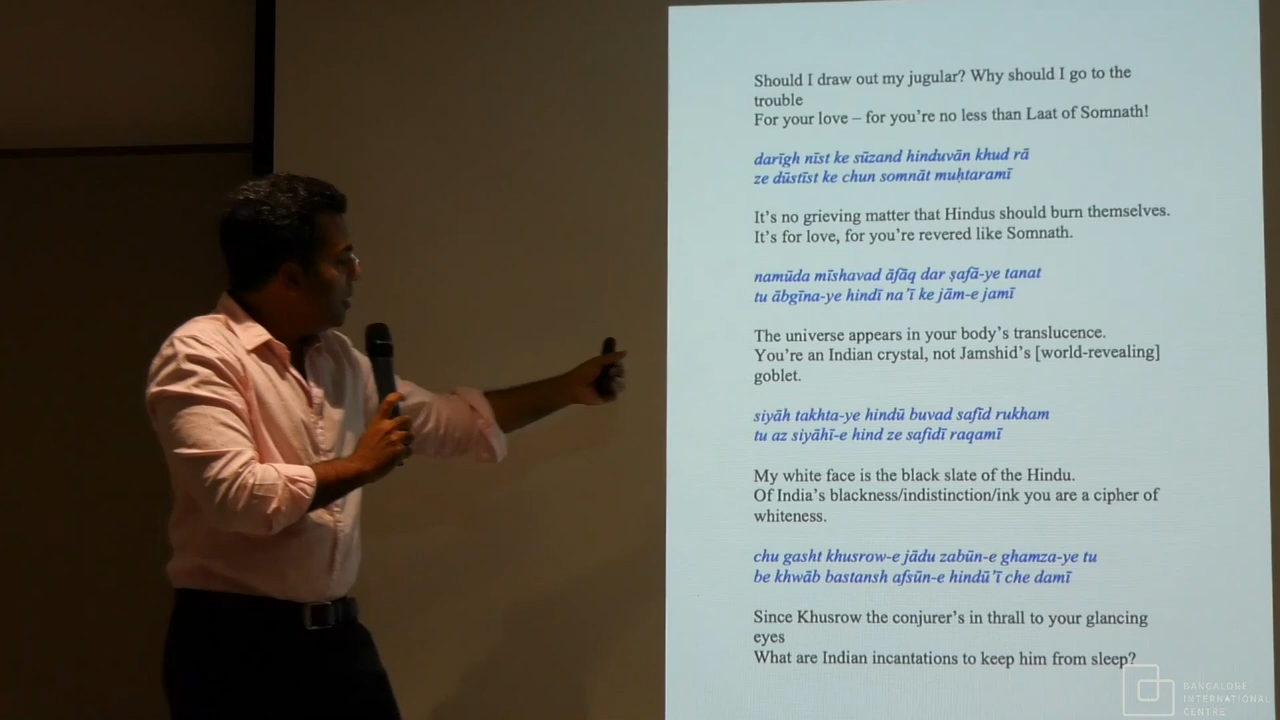 Should I draw out my jugular? Why should I go to the
trouble
For your love – for you’re no less than Laat of Somnath!
darīgh nīst ke sūzand hinduvān khud rā
ze dūstīst ke chun somnāt muḥtaramī
It’s no grieving matter that Hindus should burn themselves.
It’s for love, for you’re revered like Somnath.
namūda mīshavad āfāq dar ṣafā-ye tanat
tu ābgīna-ye hindī na’ī ke jām-e jamī
The universe appears in your body’s translucence.
You’re an Indian crystal, not Jamshid’s [world-revealing]
goblet.
siyāh takhta-ye hindū buvad safīd rukham
tu az siyāhī-e hind ze safidī raqamī
My white face is the black slate of the Hindu.
Of India’s blackness/indistinction/ink you are a cipher of
whiteness.
chu gasht khusrow-e jādu zabūn-e ghamza-ye tu
be khwāb bastansh afsūn-e hindū’ī che damī
Since Khusrow the conjurer’s in thrall to your glancing
eyes
What are Indian incantations to keep him from sleep?
BANGALORE
INTERNATIONAL
CENTRE